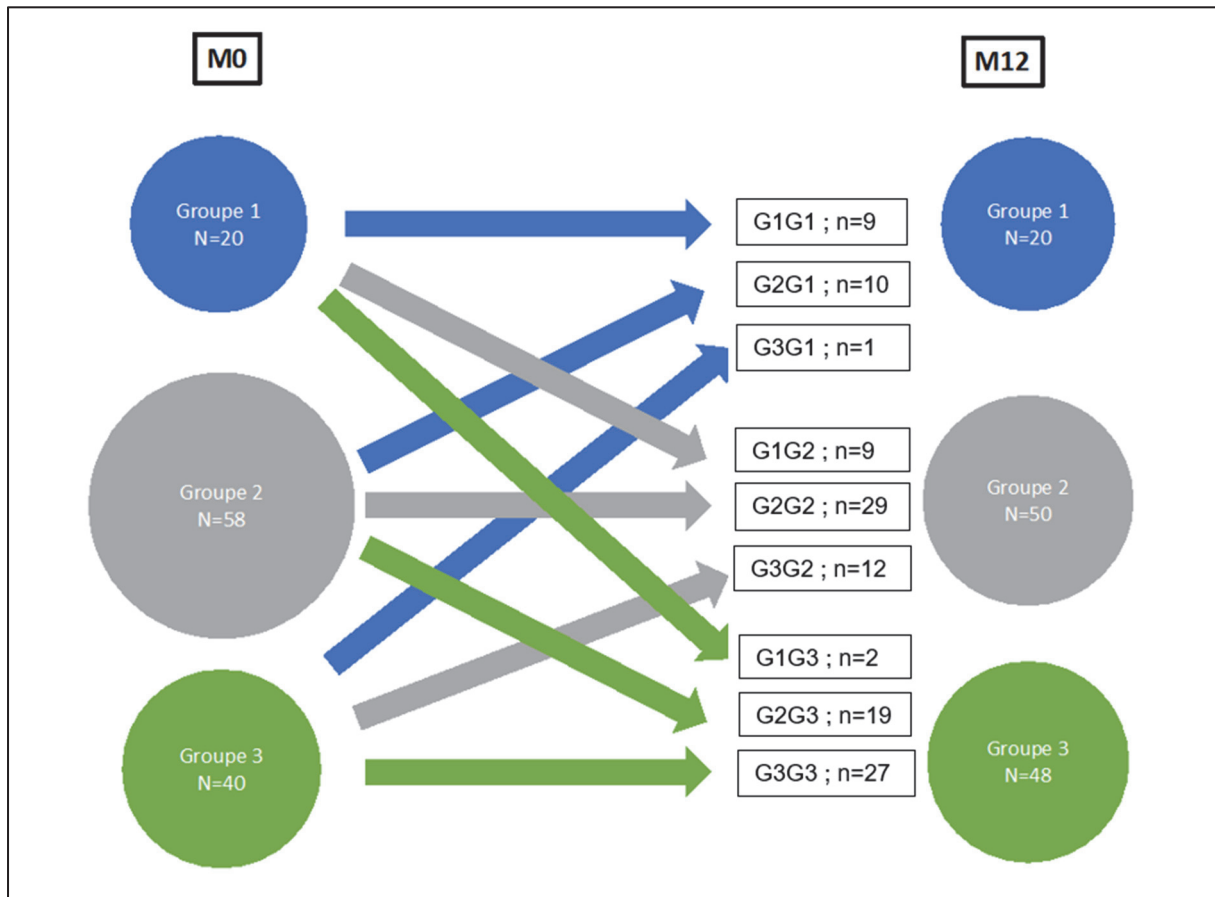 M0
M12
Groupe 1
N=20
G1G1 ; n=9
G2G1 ; n=10
G3G1 ; n=1
Groupe 1
N=20
Groupe 2
N=58
G1G2 ; n=9
G2G2 ; n=29
G3G2 ; n=12
Groupe 2
N=50
Groupe 3
N=40
G1G3 ; n=2
G2G3 ; n=19
G3G3 ; n=27
Groupe 3
N=48